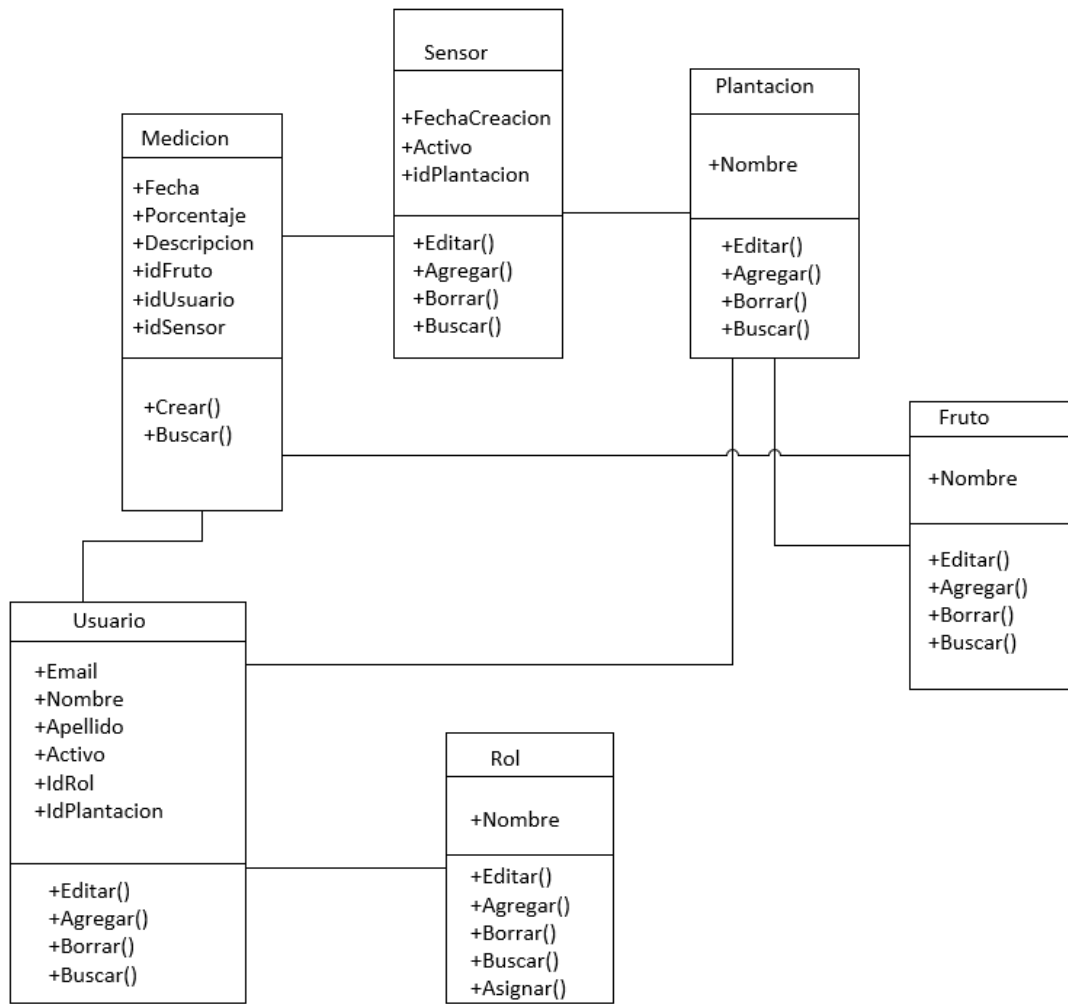 Sensor
+FechaCreacion
+Activo
+idPlantacion
+Editar()
+Agregar()
+Borrar()
+Buscar()
Plantacion
+Nombre
+Editar()
+Agregar()
+Borrar()
+Buscar()
Medicion
+Fecha
+Porcentaje
+Descripcion
+idFruto
+idUsuario
+idSensor
+Crear()
+Buscar()
Fruto
+Nombre
+Editar()
+Agregar()
+Borrar()
+Buscar()
Usuario
+Email
+Nombre
+Apellido
+Activo
+IdRol
+IdPlantacion
+Editar()
+Agregar()
+Borrar()
+Buscar()
Rol
+Nombre
+Editar()
+Agregar()
+Borrar()
+Buscar()
+Asignar()